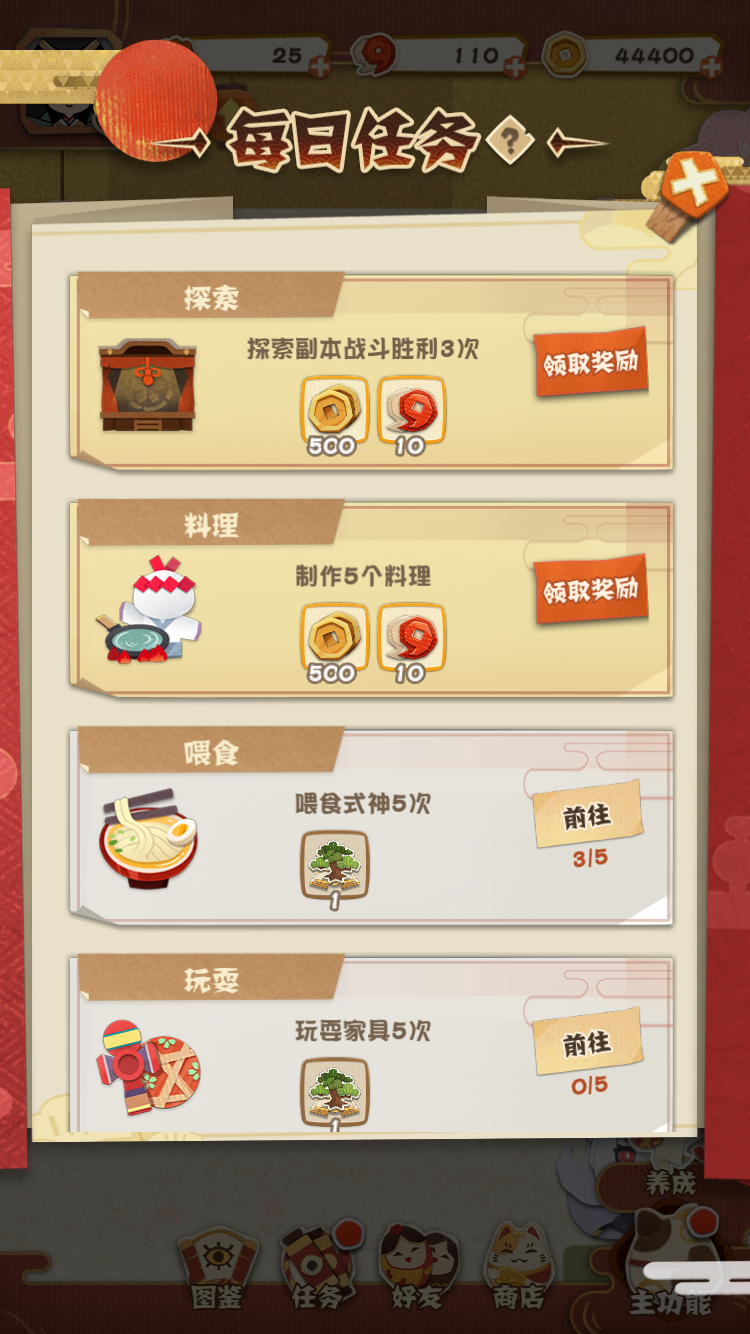 25
110
44400
每日任务
?
探索
探索副本战斗胜利3次
领取奖励
500
10
料理
制作5个料理
领取奖励
500
10
喂食
喂食式神5次
前往
3/5
1
玩耍
玩耍家具5次
前往
0/5
1
养成
图鉴
任务
好友
商店
主功能